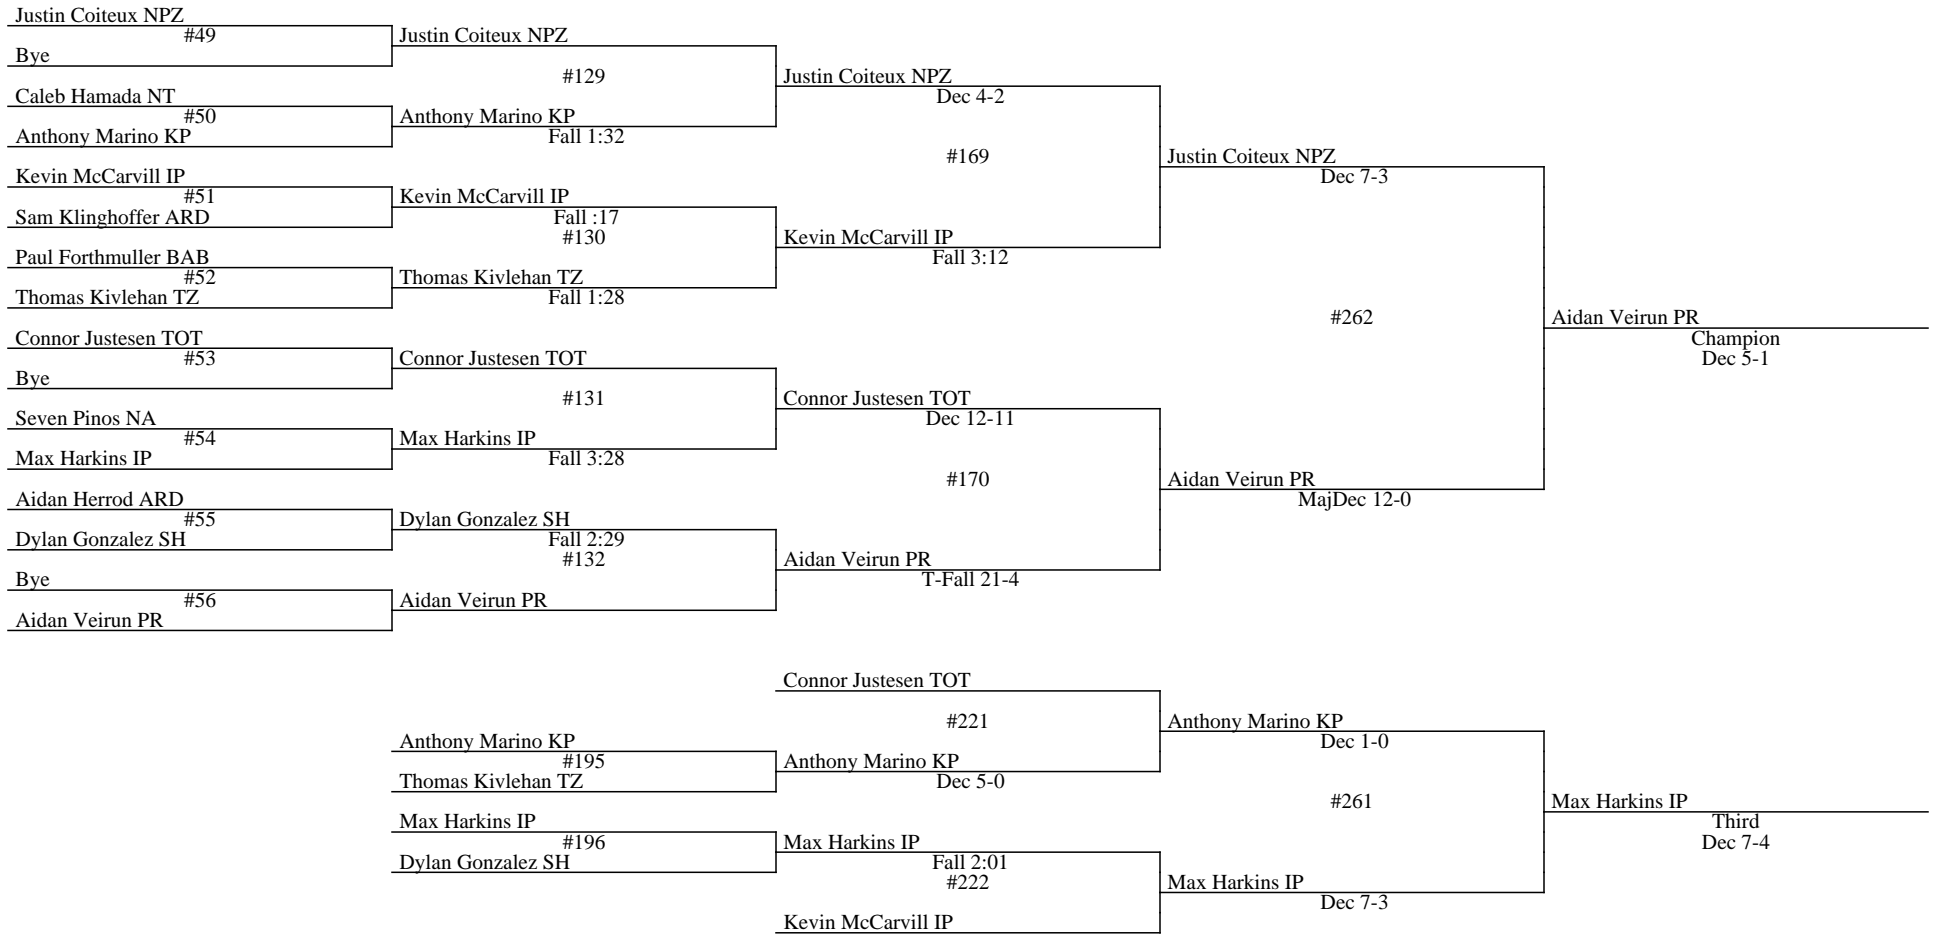 Justin Coiteux NPZ
#49
Bye
Caleb Hamada NT
#50
Anthony Marino KP
Kevin McCarvill IP
#51
Sam Klinghoffer ARD
Paul Forthmuller BAB
#52
Thomas Kivlehan TZ
Connor Justesen TOT
#53
Bye
Seven Pinos NA
#54
Max Harkins IP
Aidan Herrod ARD
#55
Dylan Gonzalez SH
Bye
#56
Aidan Veirun PR
Justin Coiteux NPZ
#129
Anthony Marino KP
Fall 1:32
Kevin McCarvill IP
Fall :17
#130
Thomas Kivlehan TZ
Fall 1:28
Connor Justesen TOT
#131
Max Harkins IP
Fall 3:28
Dylan Gonzalez SH
Fall 2:29
#132
Aidan Veirun PR
Justin Coiteux NPZ
Dec 4-2
#169
Kevin McCarvill IP
Fall 3:12
Connor Justesen TOT
Dec 12-11
#170
Aidan Veirun PR
T-Fall 21-4
Justin Coiteux NPZ
Dec 7-3
#262
Aidan Veirun PR
MajDec 12-0
Aidan Veirun PR
Champion
Dec 5-1
Anthony Marino KP
#195
Thomas Kivlehan TZ
Max Harkins IP
#196
Dylan Gonzalez SH
Connor Justesen TOT
#221
Anthony Marino KP
Dec 5-0
Max Harkins IP
Fall 2:01
#222
Kevin McCarvill IP
Anthony Marino KP
Dec 1-0
#261
Max Harkins IP
Dec 7-3
Max Harkins IP
Third
Dec 7-4